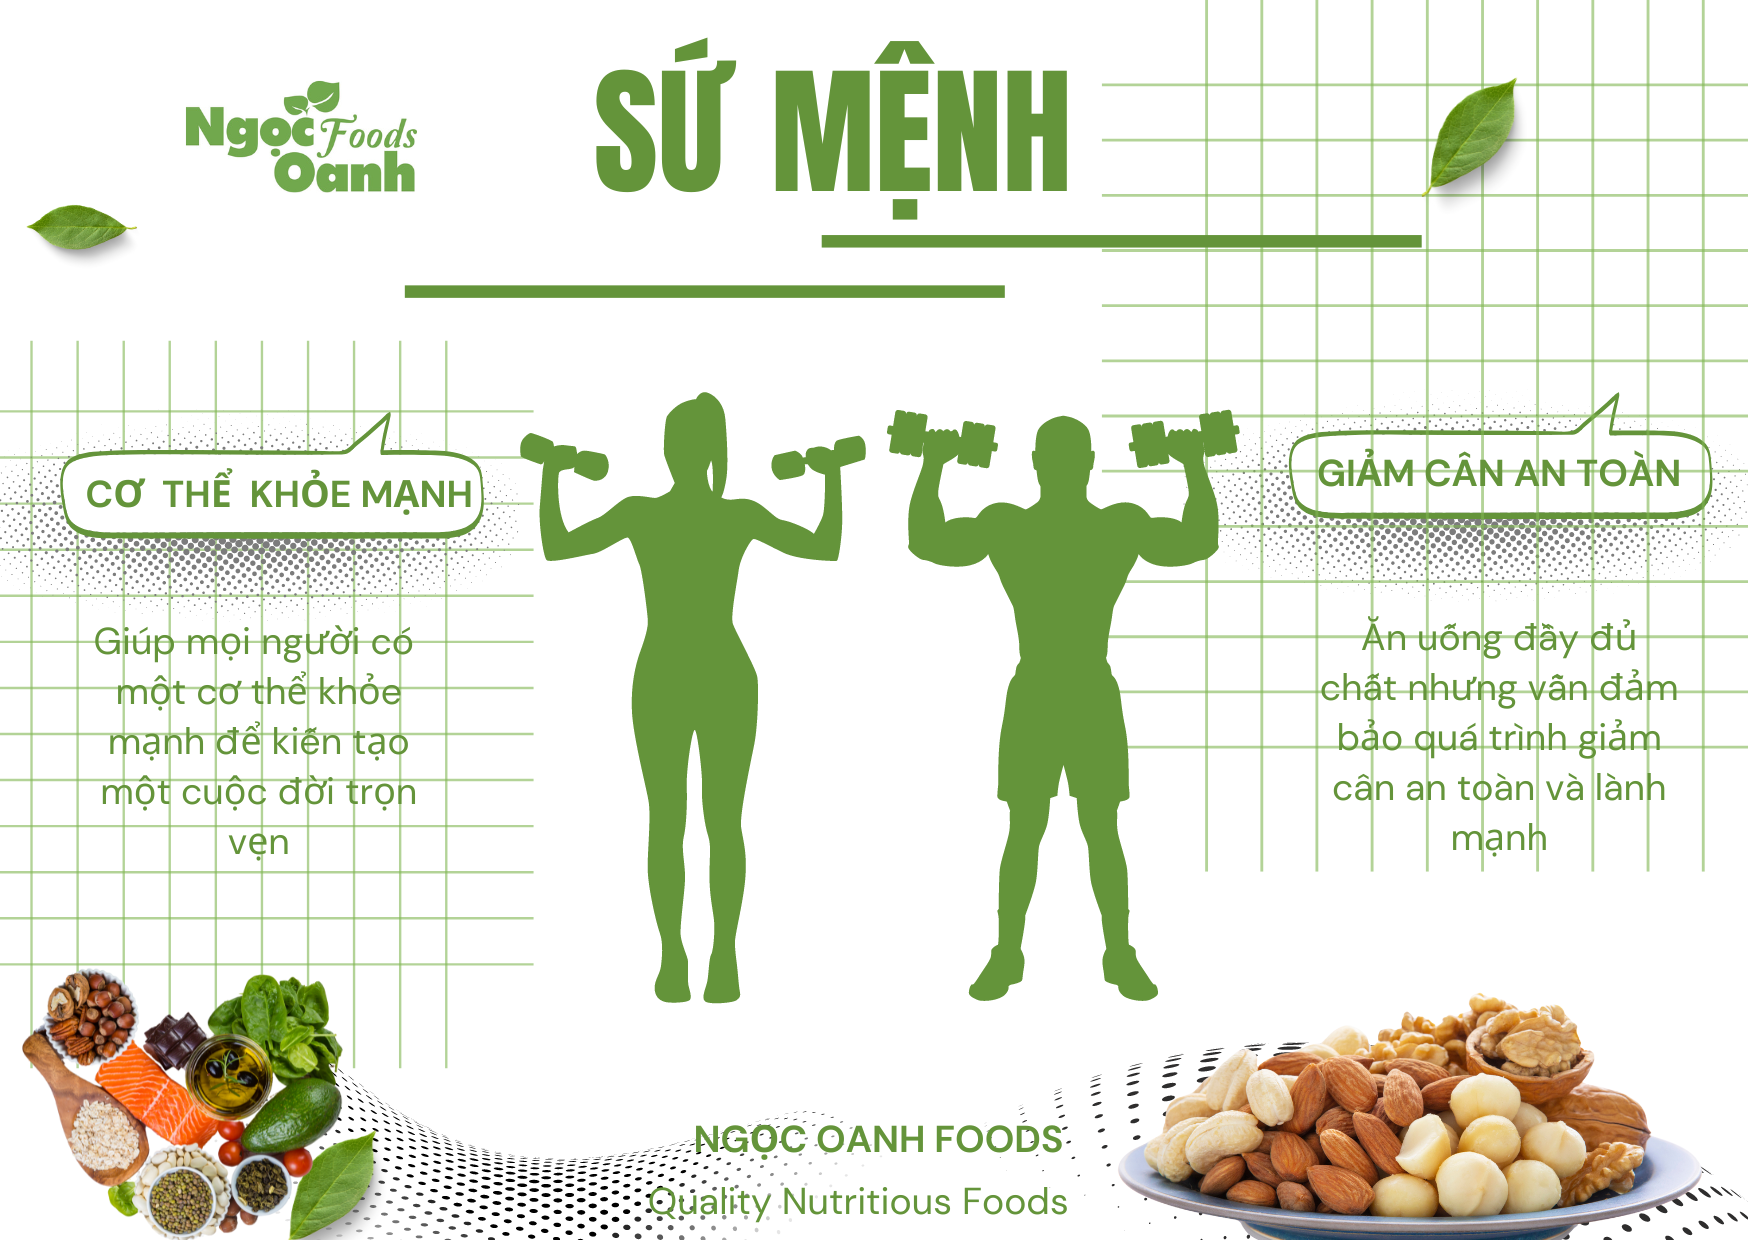 Ngọc Foods
Oanh
SỨ MỆNH
CƠ THỂ KHỎE MẠNH
Giúp mọi người có
một cơ thể khỏe
mạnh để kiến tạo
một cuộc đời trọn
vẹn
GIẢM CÂN AN TOÀN
Ăn uống đầy đủ
chất nhưng vẫn đảm
bảo quá trình giảm
cân an toàn và lành
mạnh
NGỌC OANH FOODS
Quality Nutritious Foods